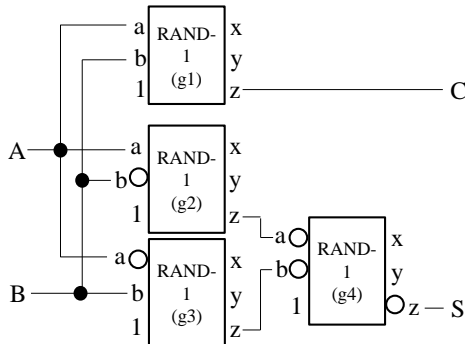 a RAND- x
b 1 y
1 (g1) z C
A a RAND- x
b 1 y
1 (g2) z
a RAND- x
B b 1 y
1 (g3) z
a RAND- x
b 1 y
1 (g4) z S